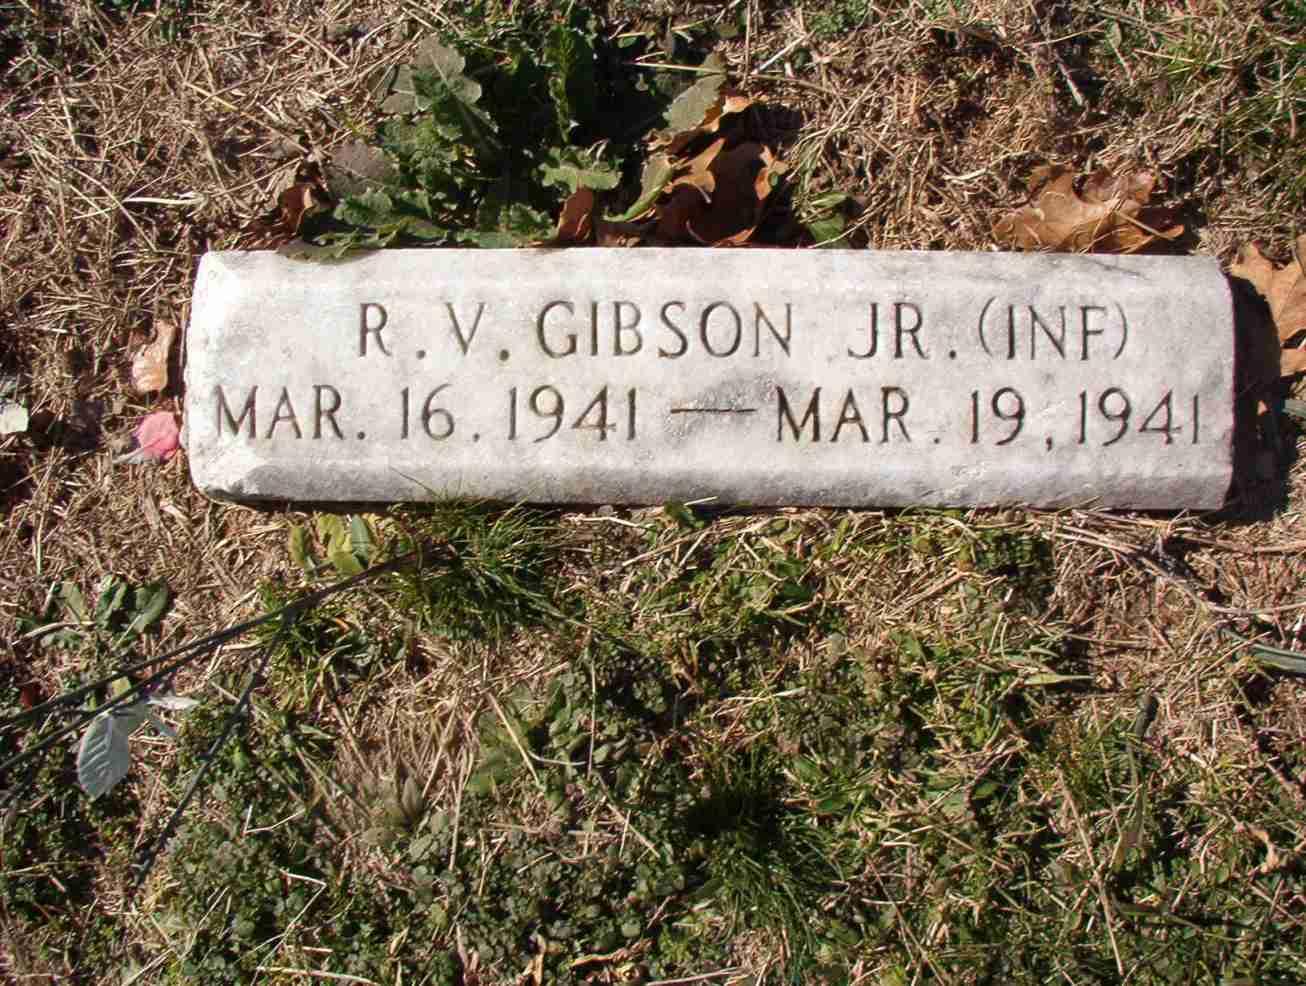 R. V. GIBSON JR. (INF)
MAR. 16. 1941 — MAR. 19, 1941